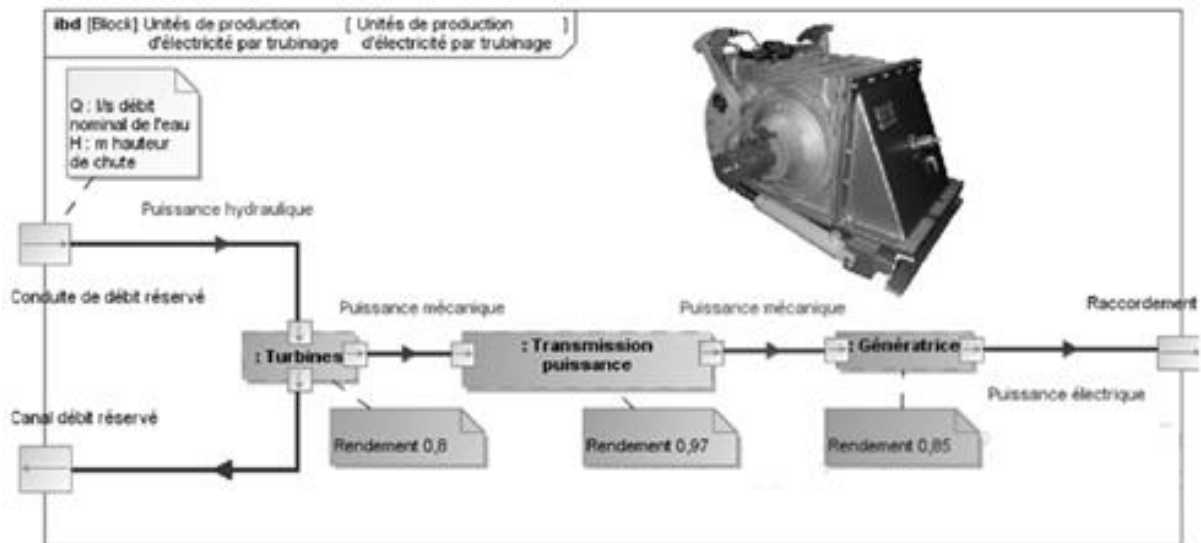 ibd [Block] Unités de production [ Unités de production ]
d'électricité par trubinage d'électricité par trubinage
Q : l/s débit
nominal de l'eau
H : m hauteur
de chute
Puissance hydraulique
Conduite de débit réservé
Puissance mécanique
Puissance mécanique
Raccordement
: Turbines
: Transmission
puissance
: Génératrice
Puissance électrique
Canal débit réservé
Rendement 0,8
Rendement 0,97
Rendement 0,85